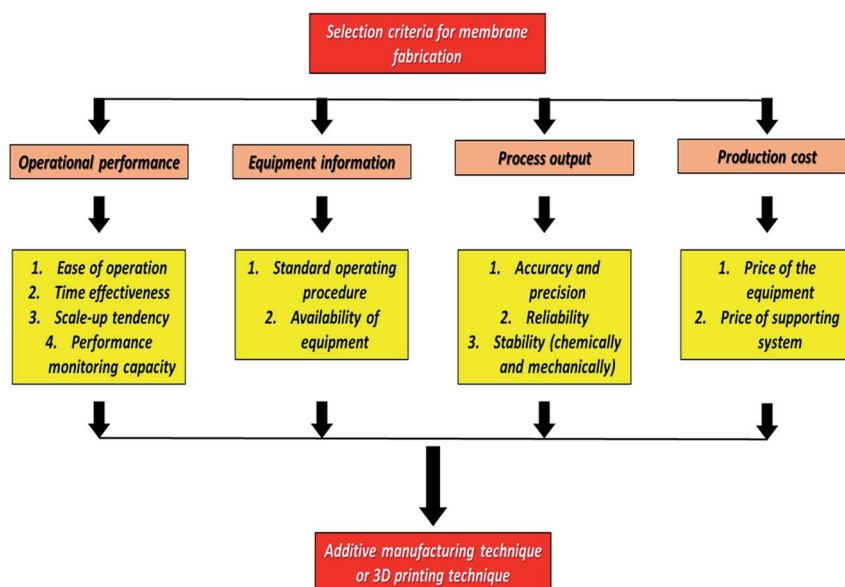 Selection criteria for membrane
fabrication
Operational performance
Equipment information
Process output
Production cost
1. Ease of operation
2. Time effectiveness
3. Scale-up tendency
4. Performance
monitoring capacity
1. Standard operating
procedure
2. Availability of
equipment
1. Accuracy and
precision
2. Reliability
3. Stability (chemically
and mechanically)
1. Price of the
equipment
2. Price of supporting
system
Additive manufacturing technique
or 3D printing technique